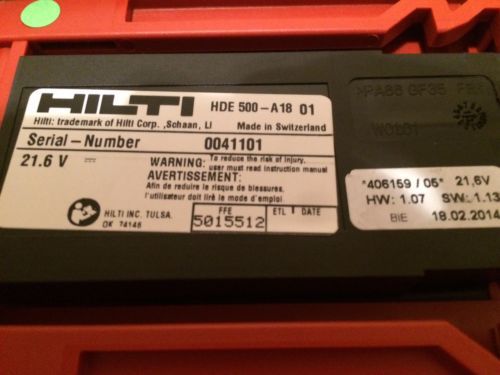 HILTI HDE 500-A18 01
Hilti: trademark of Hilti Corp. ,Schaan, LI Made in Switzerland
Serial-Number 0041101
21.6 V
WARNING: To reduce the risk of injury,
user must read instruction manual
AVERTISSEMENT:
Afin de reduire le risque de blessures,
l'utilisateur doit lire le mode d'emploi
HILTI INC. TULSA.
OK 74146
FFE
5015512
ETL DATE
>PA66 GF35
W0101
*406159 / 05* 21,6V
HW: 1.07 SW: 1.13
BIE 18.02.2014